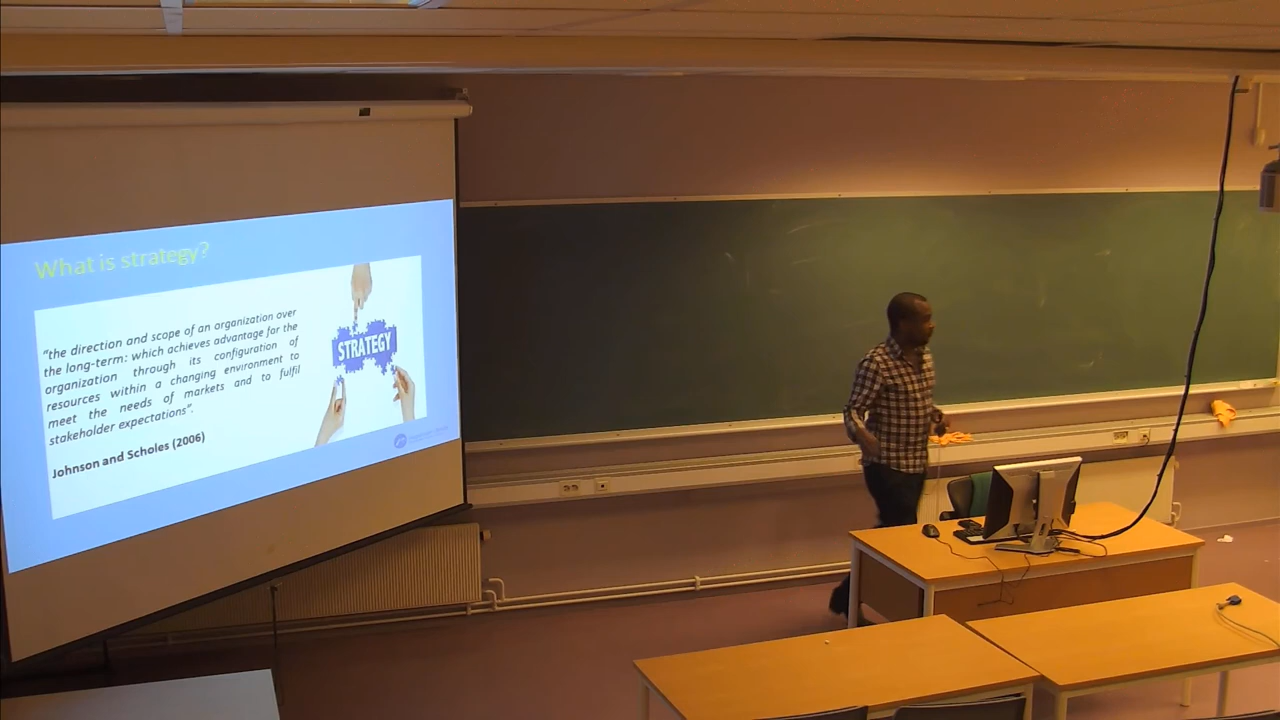 What is strategy?
"the direction and scope of an organization over
the long-term: which achieves advantage for the
organization through its configuration of
resources within a changing environment to
meet the needs of markets and to fulfil
stakeholder expectations".
Johnson and Scholes (2006)
STRATEGY